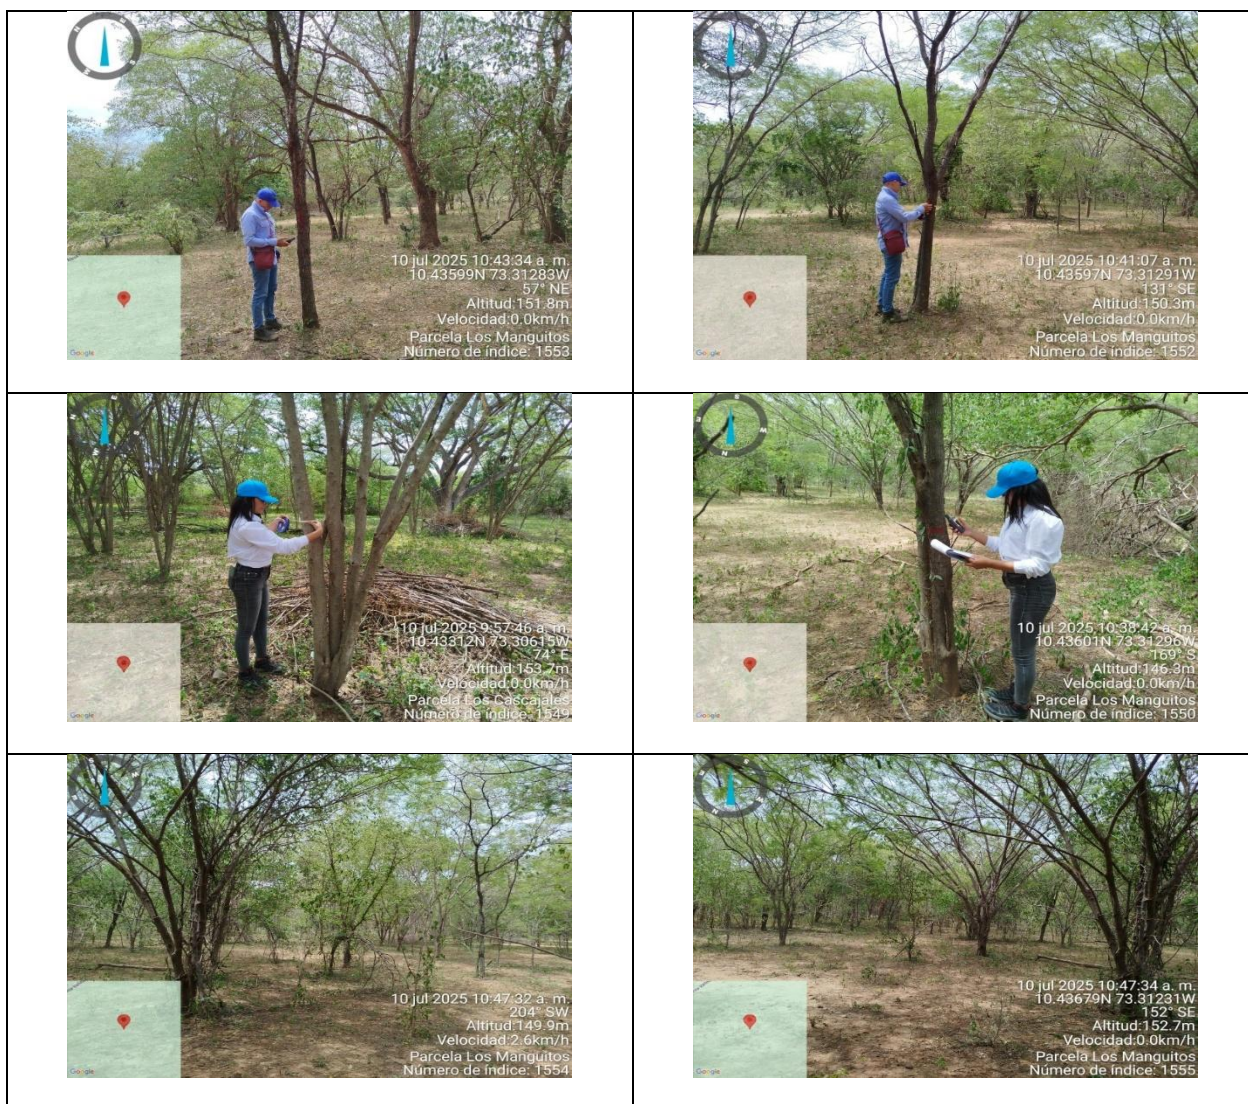 10 jul 2025 10:43:34 a. m.
10.43599N 73.31283W
57° NE
Altitud:151.8m
Velocidad:0.0km/h
Parcela Los Manguitos
Número de índice: 1553
Google
10 jul 2025 10:41:07 a. m.
10.43597N 73.31291W
131° SE
Altitud:150.3m
Velocidad:0.0km/h
Parcela Los Manguitos
Número de índice: 1552
Google
10 jul 2025 9:57:46 a. m.
10.43312N 73.30615W
74° E
Altitud:153.7m
Velocidad:0.0km/h
Parcela Los Cascajales
Número de índice: 1549
Google
10 jul 2025 10:38:42 a. m.
10.43601N 73.31296W
169° S
Altitud:146.3m
Velocidad:0.0km/h
Parcela Los Manguitos
Número de índice: 1550
Google
10 jul 2025 10:47:32 a. m.
204° SW
Altitud:149.9m
Velocidad:2.6km/h
Parcela Los Manguitos
Número de índice: 1554
Google
10 jul 2025 10:47:34 a. m.
10.43679N 73.31231W
152° SE
Altitud:152.7m
Velocidad:0.0km/h
Parcela Los Manguitos
Número de índice: 1555
Google